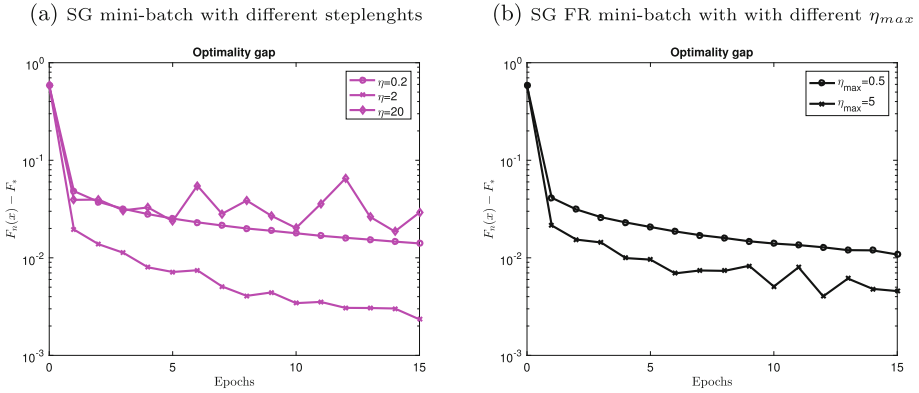 (a) SG mini-batch with different steplenghts
Optimality gap
10^0
10^-1
10^-2
10^-3
F_n(x) − F_*
0 5 10 15
Epochs
η=0.2
η=2
η=20
(b) SG FR mini-batch with with different η_max
Optimality gap
10^0
10^-1
10^-2
10^-3
F_n(x) − F_*
0 5 10 15
Epochs
η_max=0.5
η_max=5